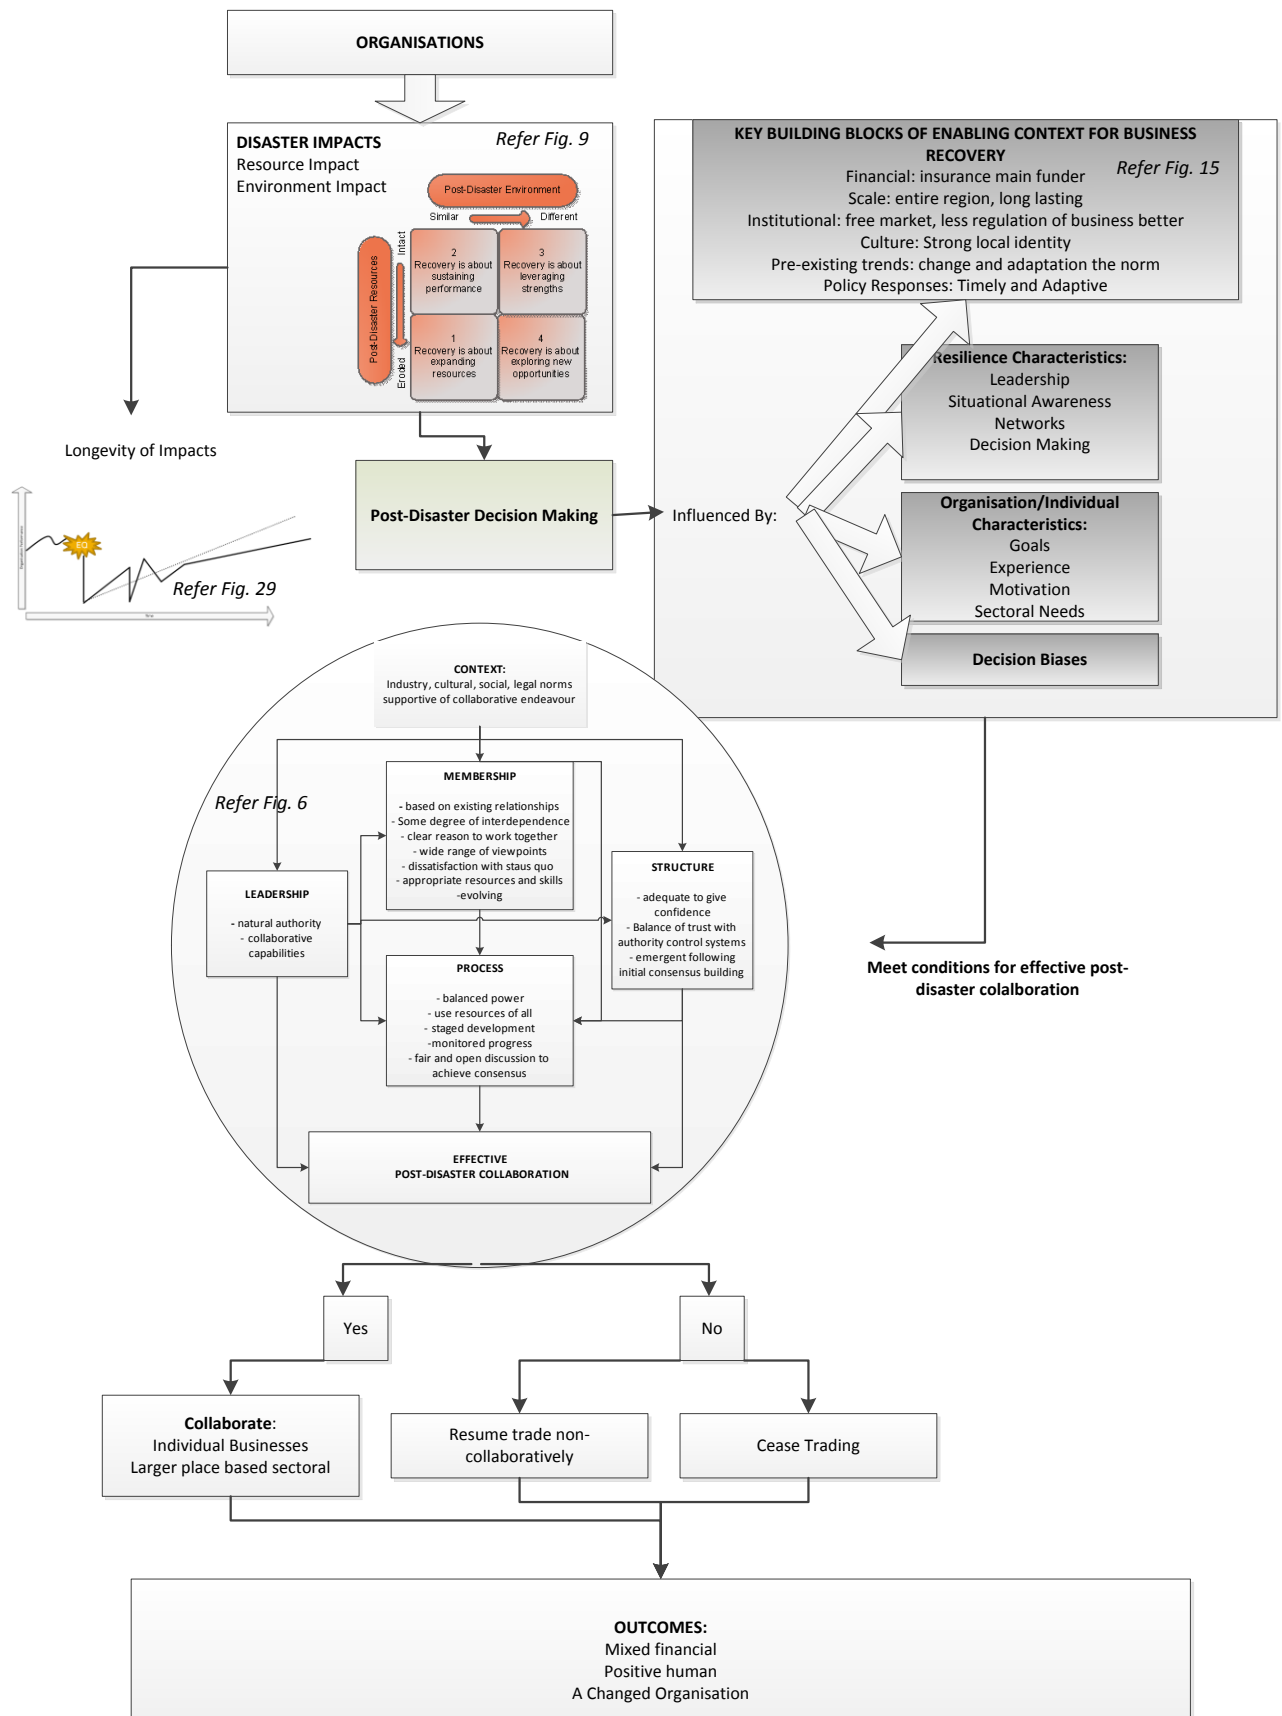 ORGANISATIONS
DISASTER IMPACTS
Refer Fig. 9
Resource Impact
Environment Impact
Post-Disaster Environment
Similar
Different
Post-Disaster Resources
Intact
Eroded
2
Recovery is about
sustaining
performance
3
Recovery is about
leveraging
strengths
1
Recovery is about
expanding
resources
4
Recovery is about
exploring new
opportunities
KEY BUILDING BLOCKS OF ENABLING CONTEXT FOR BUSINESS
RECOVERY
Refer Fig. 15
Financial: insurance main funder
Scale: entire region, long lasting
Institutional: free market, less regulation of business better
Culture: Strong local identity
Pre-existing trends: change and adaptation the norm
Policy Responses: Timely and Adaptive
Resilience Characteristics:
Leadership
Situational Awareness
Networks
Decision Making
Organisation/Individual
Characteristics:
Goals
Experience
Motivation
Sectoral Needs
Decision Biases
Longevity of Impacts
EQ
Time
Refer Fig. 29
Post-Disaster Decision Making
Influenced By:
CONTEXT:
Industry, cultural, social, legal norms
supportive of collaborative endeavour
Refer Fig. 6
MEMBERSHIP
- based on existing relationships
- Some degree of interdependence
- clear reason to work together
- wide range of viewpoints
- dissatisfaction with staus quo
- appropriate resources and skills
-evolving
LEADERSHIP
- natural authority
- collaborative
capabilities
STRUCTURE
- adequate to give
confidence
- Balance of trust with
authority control systems
- emergent following
initial consensus building
PROCESS
- balanced power
- use resources of all
- staged development
-monitored progress
- fair and open discussion to
achieve consensus
EFFECTIVE
POST-DISASTER COLLABORATION
Meet conditions for effective post-
disaster colalboration
Yes
No
Collaborate:
Individual Businesses
Larger place based sectoral
Resume trade non-
collaboratively
Cease Trading
OUTCOMES:
Mixed financial
Positive human
A Changed Organisation